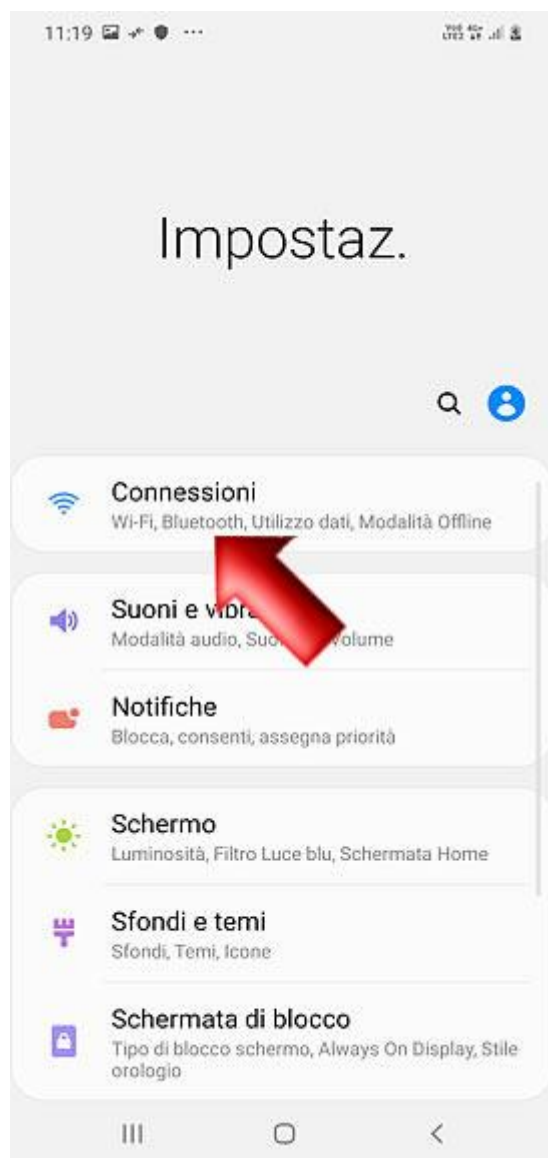 11:19
Impostaz.
Connessioni
Wi-Fi, Bluetooth, Utilizzo dati, Modalità Offline
Suoni e
Modalità audio,
Notifiche
Blocca, consenti, assegna priorità
Schermo
Luminosità, Filtro Luce blu, Schermata Home
Sfondi e temi
Sfondi, Temi, Icone
Schermata di blocco
Tipo di blocco schermo, Always On Display, Stile
orologio